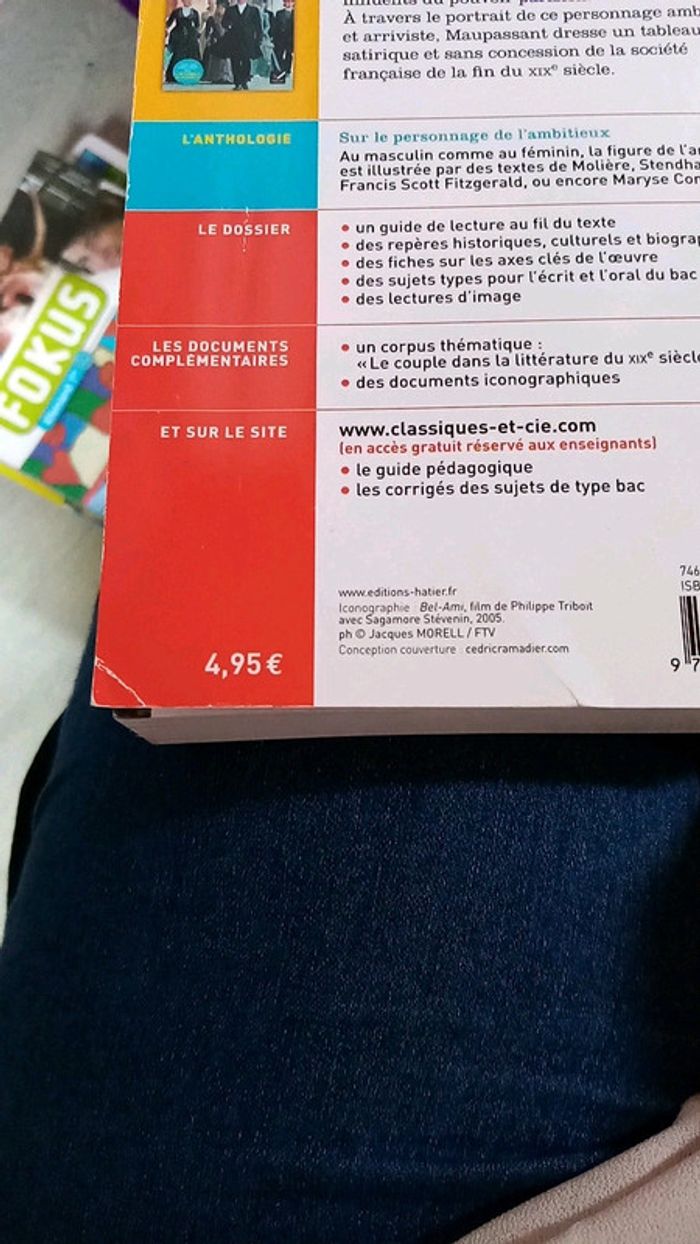 À travers le portrait de ce personnage
et arriviste, Maupassant dresse un tableau
satirique et sans concession de la société
française de la fin du XIXe siècle.
L'ANTHOLOGIE
Sur le personnage de l'ambitieux
Au masculin comme au féminin, la figure de
est illustrée par des textes de Molière,
Francis Scott Fitzgerald, ou encore Maryse
LE DOSSIER
• un guide de lecture au fil du texte
• des repères historiques, culturels et
• des fiches sur les axes clés de l'œuvre
• des sujets types pour l'écrit et l'oral du bac
• des lectures d'image
LES DOCUMENTS
COMPLÉMENTAIRES
• un corpus thématique :
« Le couple dans la littérature du XIXe
• des documents iconographiques
ET SUR LE SITE
www.classiques-et-cie.com
(en accès gratuit réservé aux enseignants)
• le guide pédagogique
• les corrigés des sujets de type bac
www.editions-hatier.fr
Iconographie : Bel-Ami, film de Philippe Triboit
avec Sagamore Stévenin, 2005.
ph © Jacques MORELL / FTV
Conception couverture : cedricramadier.com
4,95 €
746
ISB
9 7
FOKUS